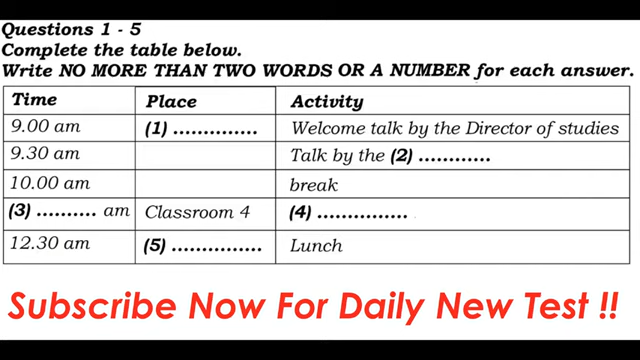 Questions 1 - 5
Complete the table below.
Write NO MORE THAN TWO WORDS OR A NUMBER for each answer.
Time Place Activity
9.00 am (1) .............. Welcome talk by the Director of studies
9.30 am Talk by the (2) ............
10.00 am break
(3) .......... am Classroom 4 (4) ...............
12.30 am (5) ............... Lunch
Subscribe Now For Daily New Test !!